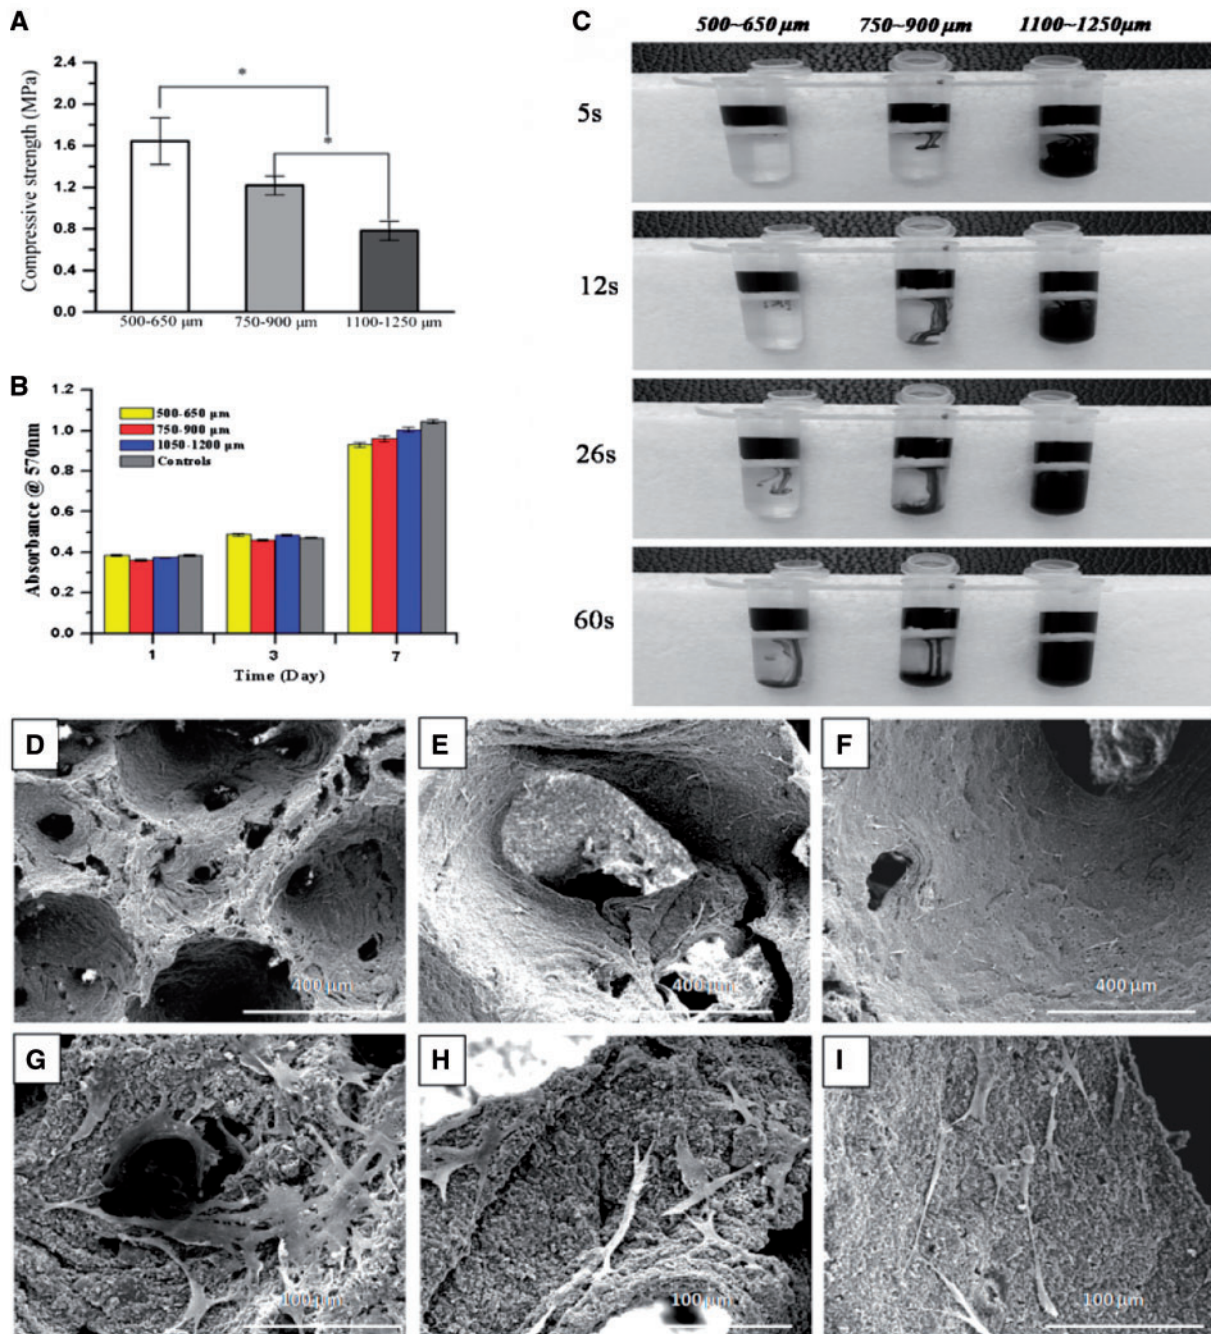 A
Compressive strength (MPa)
2.4
2.0
1.6
1.2
0.8
0.4
0.0
*
*
500-650 μm
750-900 μm
1100-1250 μm
B
Absorbance @ 570nm
1.2
1.0
0.8
0.6
0.4
0.2
0.0
500-650 μm
750-900 μm
1050-1200 μm
Controls
1
3
7
Time (Day)
C
500~650 μm
750~900 μm
1100~1250μm
5s
12s
26s
60s
D
400 μm
E
400 μm
F
400 μm
G
100 μm
H
100 μm
I
100 μm